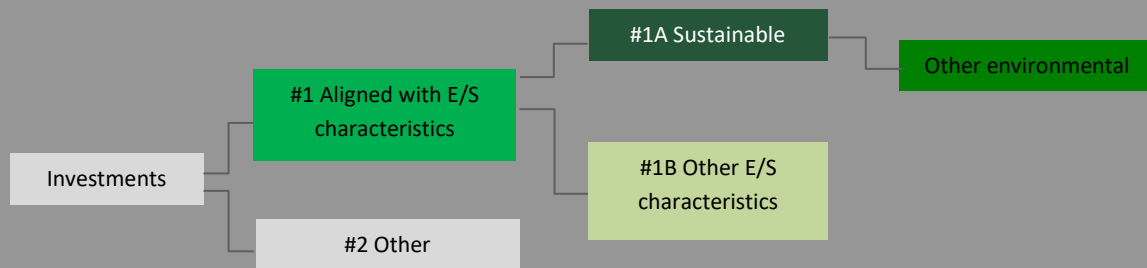 #1A Sustainable
Other environmental
#1 Aligned with E/S
characteristics
Investments
#1B Other E/S
characteristics
#2 Other